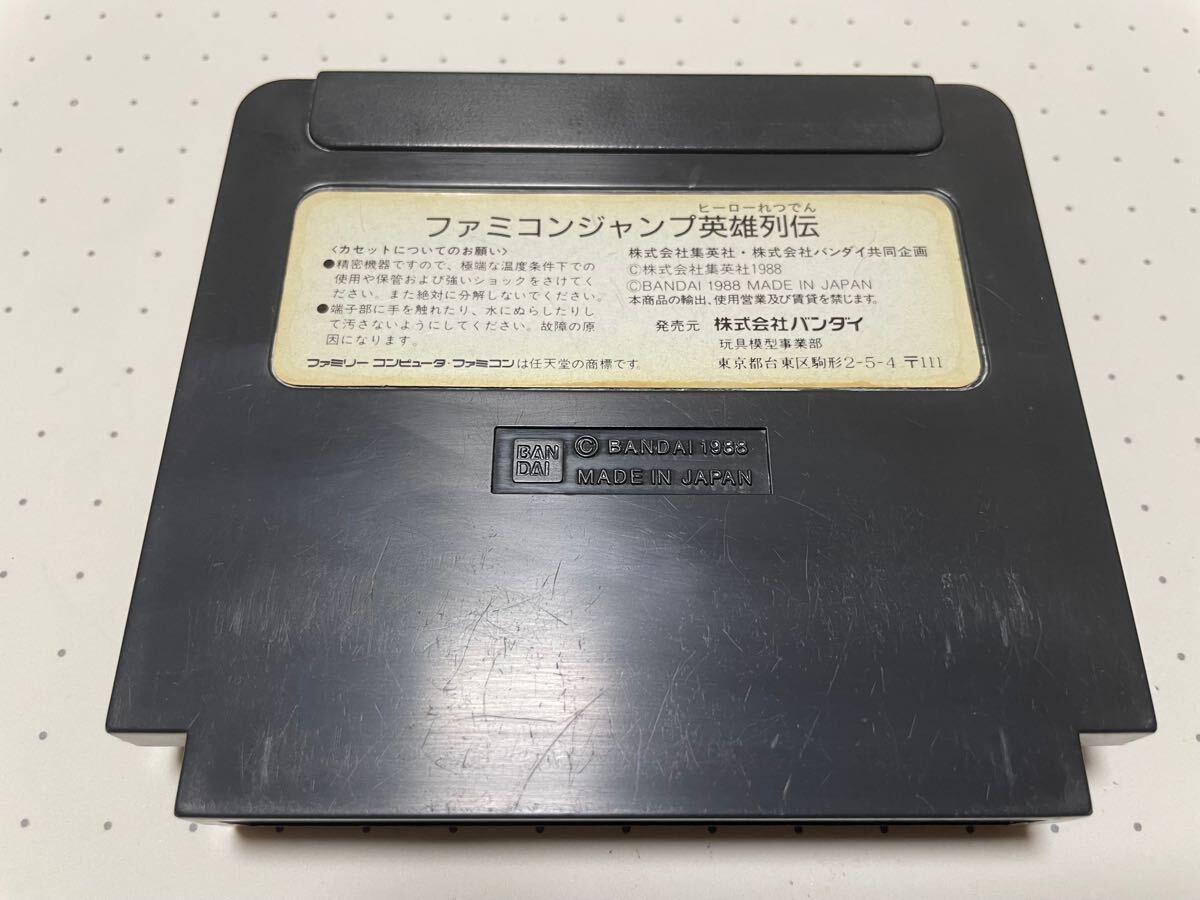 ヒーローれつでん
ファミコンジャンプ英雄列伝
〈カセットについてのお願い〉
●精密機器ですので、極端な温度条件下での
使用や保管および強いショックをさけてく
ださい。また絶対に分解しないでください。
●端子部に手を触れたり、水にぬらしたりし
て汚さないようにしてください。故障の原
因になります。
ファミリー コンピュータ・ファミコンは任天堂の商標です。
株式会社集英社・株式会社バンダイ共同企画
©株式会社集英社1988
©BANDAI 1988 MADE IN JAPAN
本商品の輸出、使用営業及び賃貸を禁じます。
発売元 株式会社バンダイ
玩具模型事業部
東京都台東区駒形2-5-4 〒111
BAN
DAI
© BANDAI 1988
MADE IN JAPAN